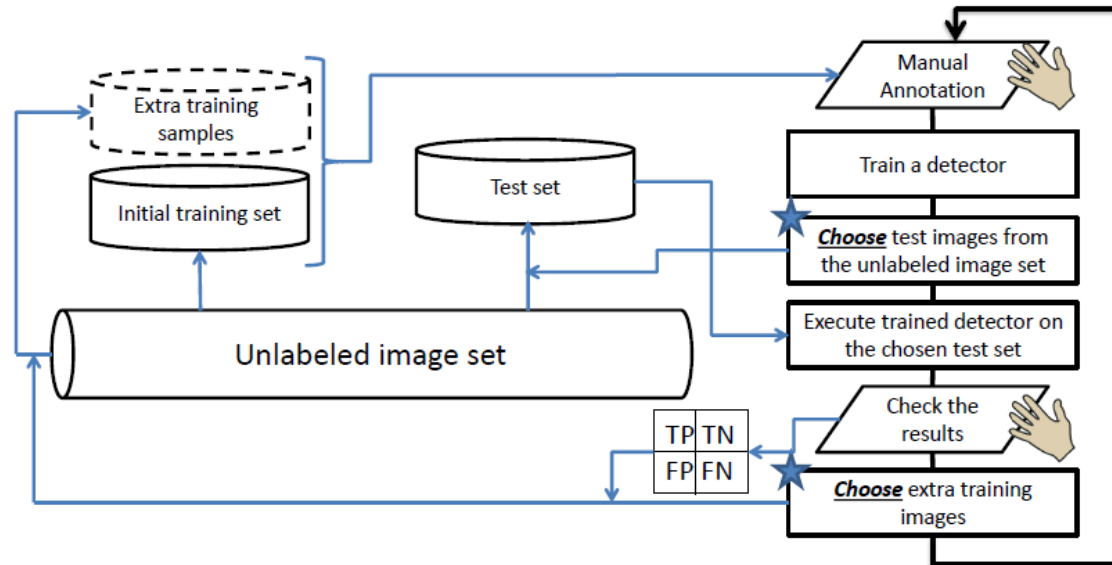 Manual
Annotation
Extra training
samples
Train a detector
Test set
Initial training set
Choose test images from
the unlabeled image set
Execute trained detector on
the chosen test set
Unlabeled image set
Check the
results
TP TN
FP FN
Choose extra training
images